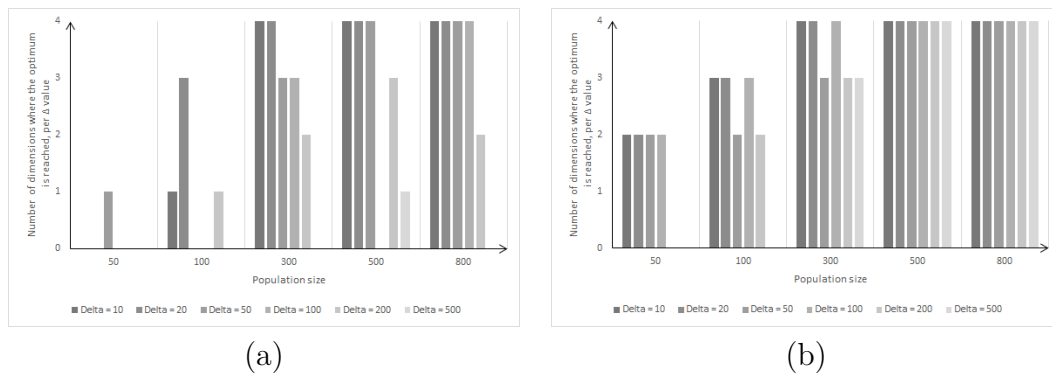 Number of dimensions where the optimum
is reached, per Δ value
4
3
2
1
0
50 100 300 500 800
Population size
Delta = 10 Delta = 20 Delta = 50 Delta = 100 Delta = 200 Delta = 500
(a)
Number of dimensions where the optimum
is reached, per Δ value
4
3
2
1
0
50 100 300 500 800
Population size
Delta = 10 Delta = 20 Delta = 50 Delta = 100 Delta = 200 Delta = 500
(b)